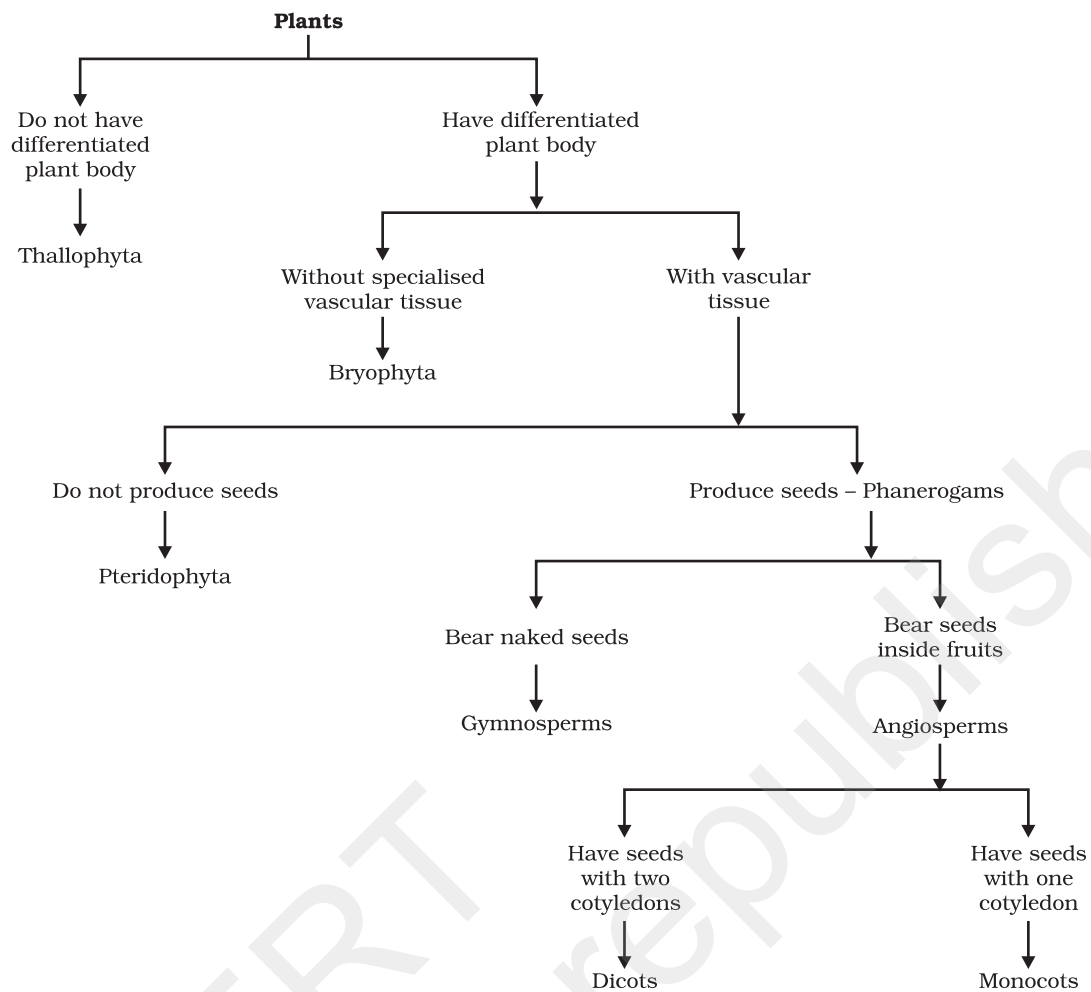 Plants
Do not have
differentiated
plant body
Have differentiated
plant body
Thallophyta
Without specialised
vascular tissue
With vascular
tissue
Bryophyta
Do not produce seeds
Produce seeds – Phanerogams
Pteridophyta
Bear naked seeds
Bear seeds
inside fruits
Gymnosperms
Angiosperms
Have seeds
with two
cotyledons
Have seeds
with one
cotyledon
Dicots
Monocots
republish